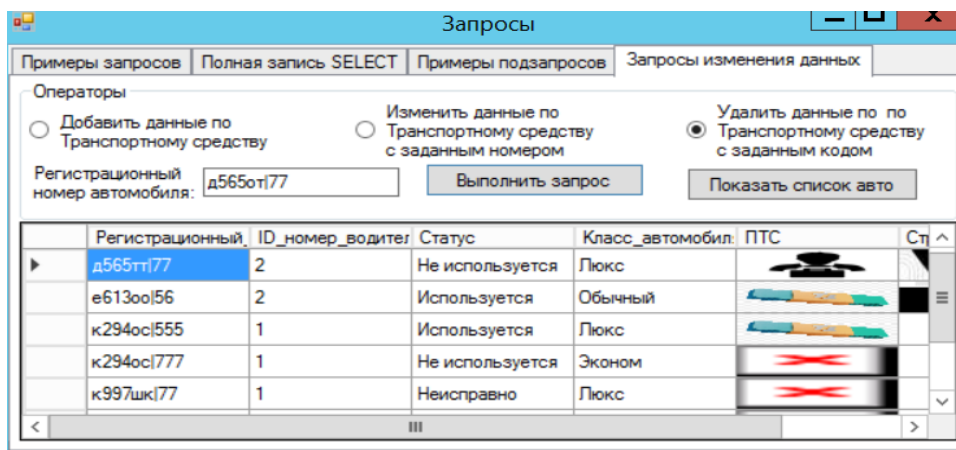 Запросы
Примеры запросов Полная запись SELECT Примеры подзапросов Запросы изменения данных
Операторы
Добавить данные по
Транспортному средству
Изменить данные по
Транспортному средству
с заданным номером
Удалить данные по по
Транспортному средству
с заданным кодом
Регистрационный
номер автомобиля:
д565от|77
Выполнить запрос
Показать список авто
Регистрационный_ ID_номер_водител Статус Класс_автомобил ПТС
д565тт|77 2 Не используется Люкс
е613оо|56 2 Используется Обычный
к294ос|555 1 Используется Люкс
к294ос|777 1 Не используется Эконом
к997шк|77 1 Неисправно Люкс